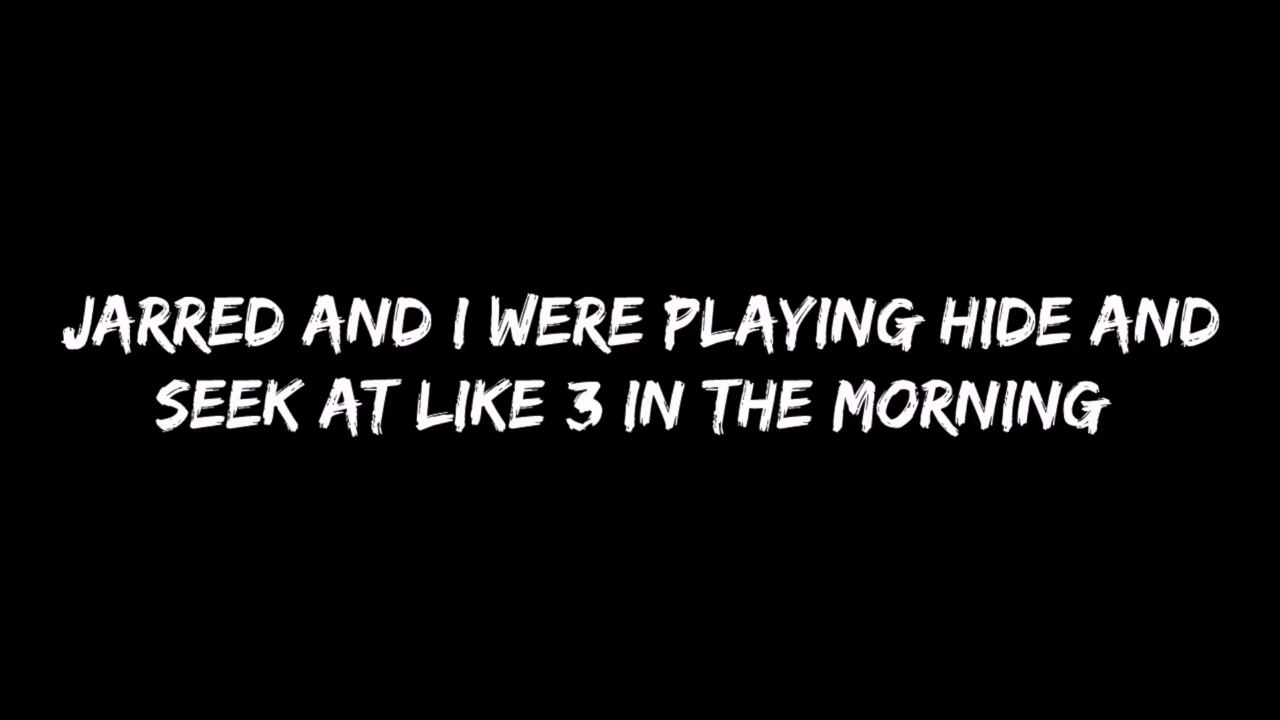 JARRED AND I WERE PLAYING HIDE AND
SEEK AT LIKE 3 IN THE MORNING